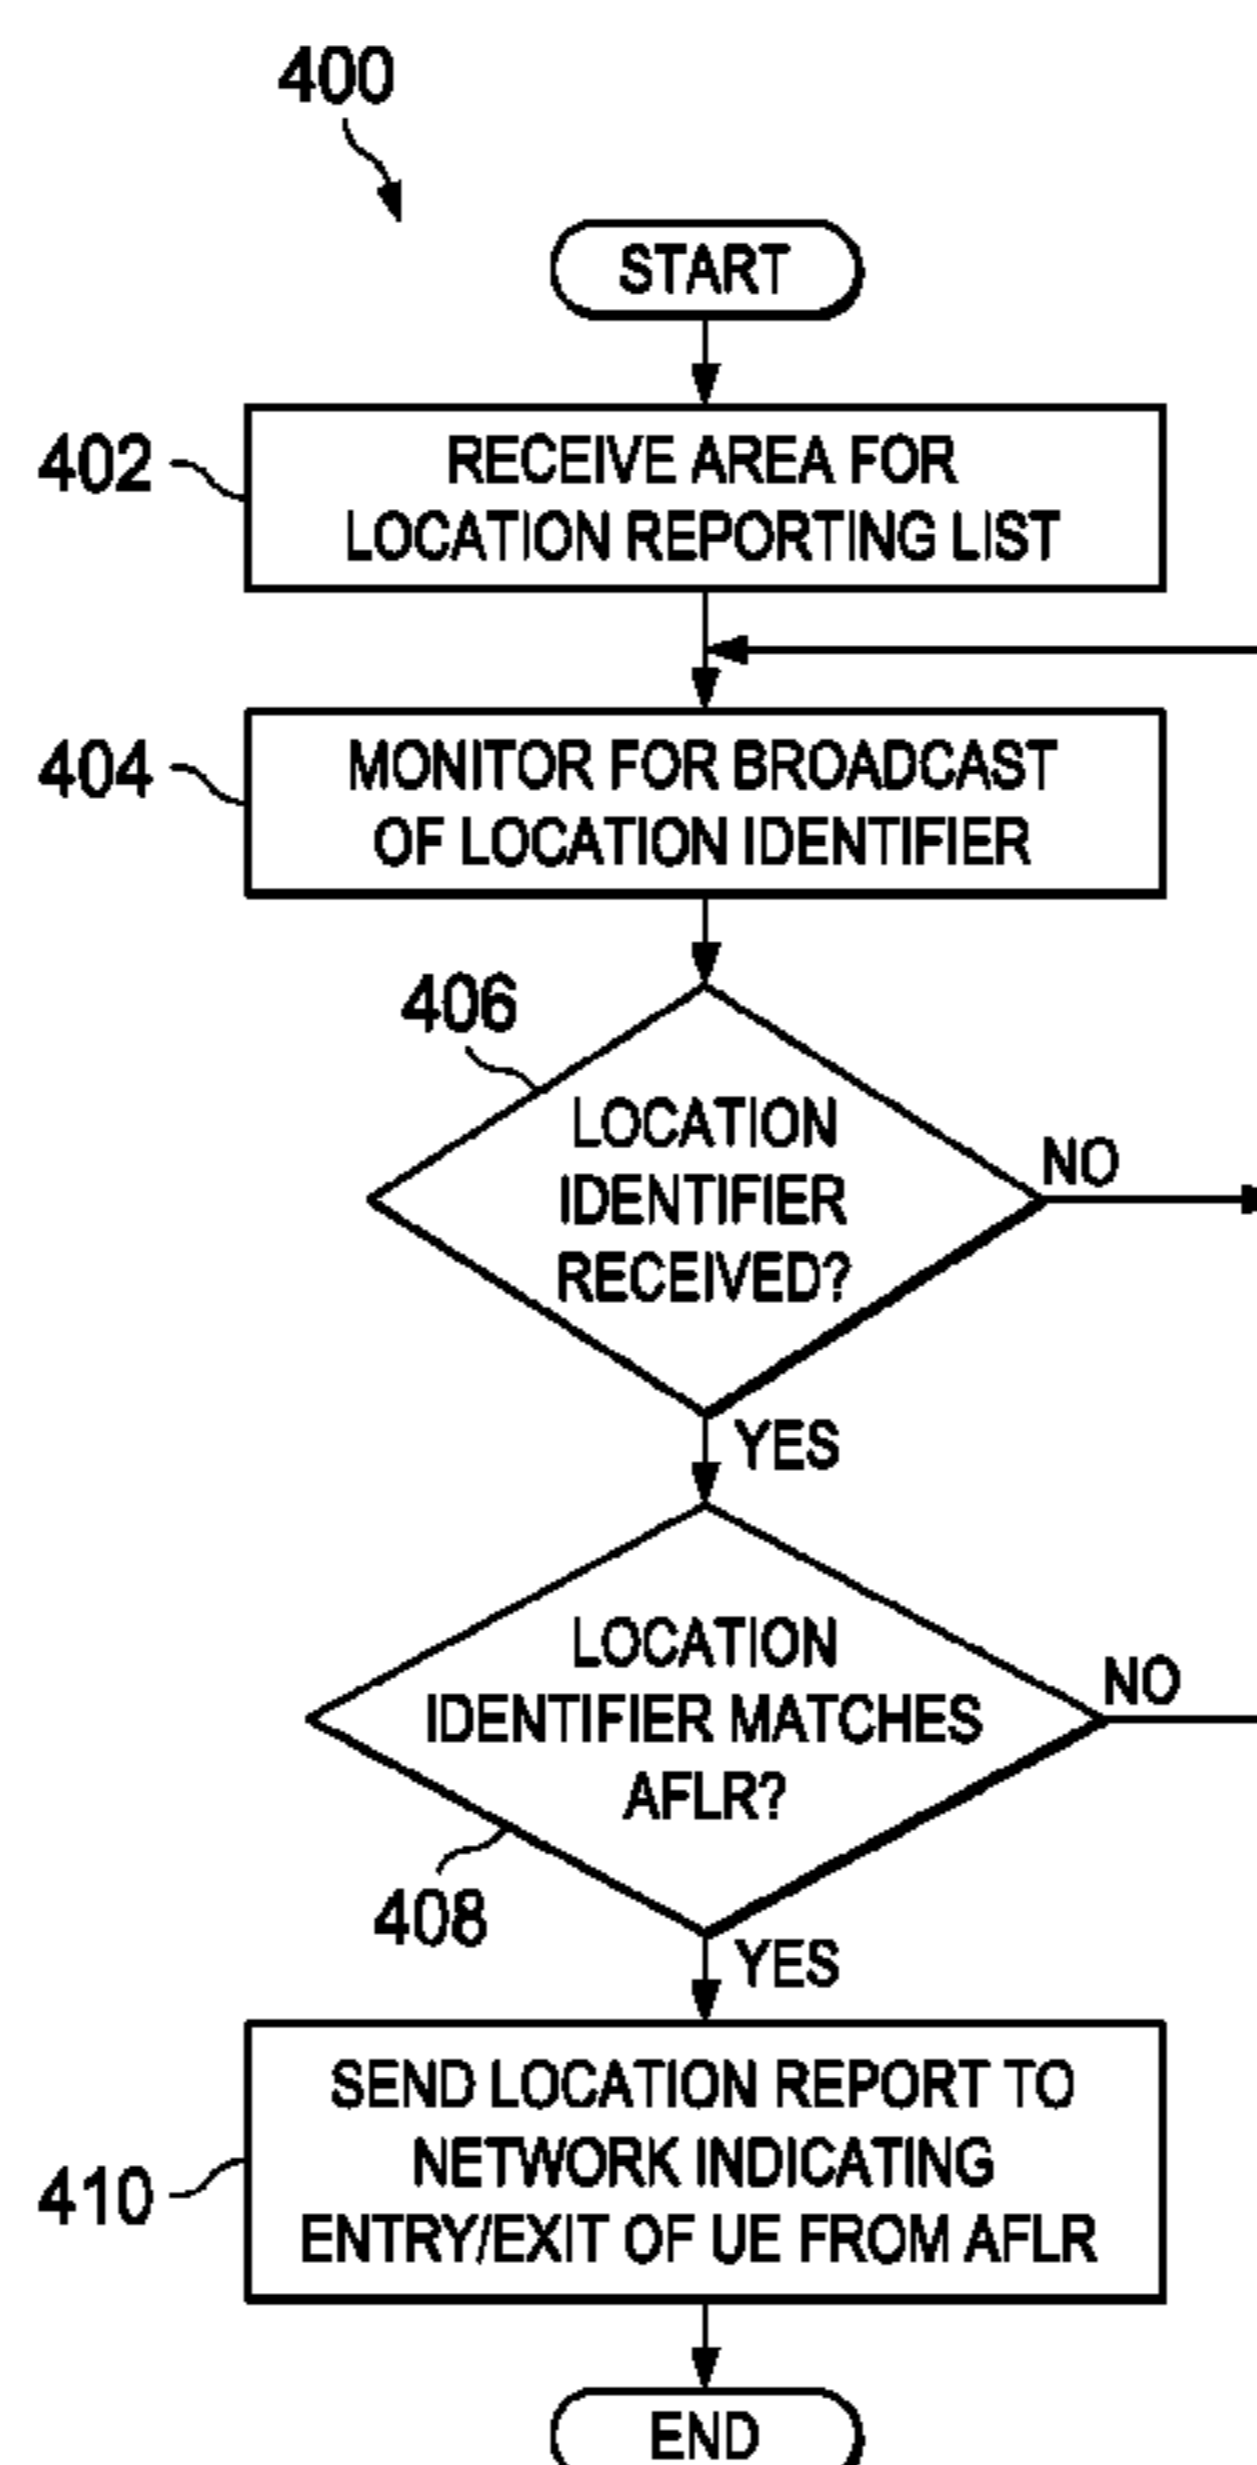 400
START
402
RECEIVE AREA FOR
LOCATION REPORTING LIST
404
MONITOR FOR BROADCAST
OF LOCATION IDENTIFIER
406
LOCATION
IDENTIFIER
RECEIVED?
NO
YES
LOCATION
IDENTIFIER MATCHES
AFLR?
NO
408
YES
410
SEND LOCATION REPORT TO
NETWORK INDICATING
ENTRY/EXIT OF UE FROM AFLR
END